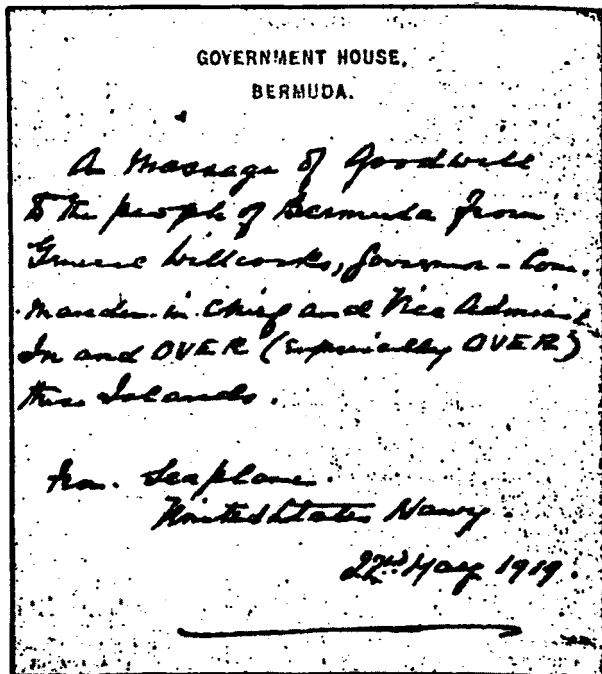 GOVERNMENT HOUSE,
BERMUDA.
A Message of Goodwill
to the people of Bermuda from
General Willcocks, Governor - Com.
mander-in-Chief and Vice Admiral
In and OVER (especially OVER)
these Islands.
from Seaplane.
United States Navy.
22nd May 1919.